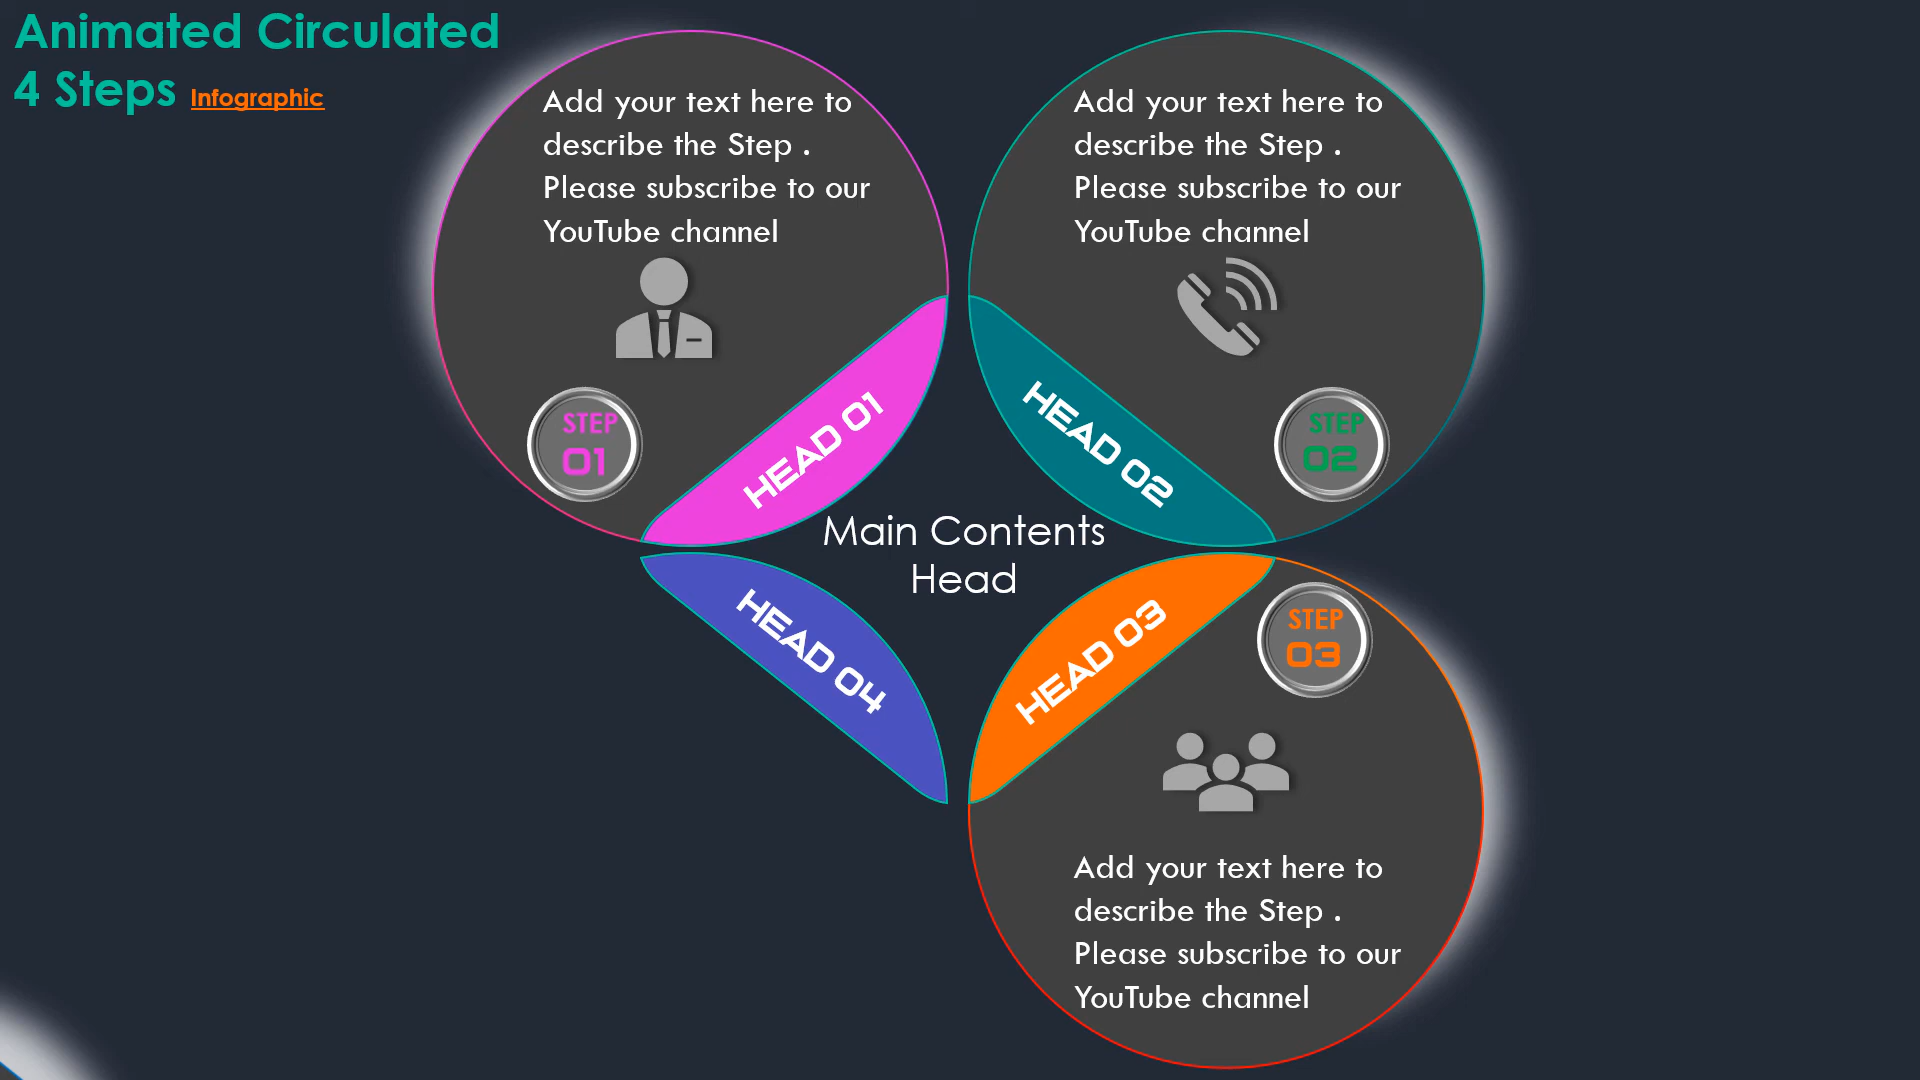 Animated Circulated
4 Steps Infographic
Add your text here to
describe the Step .
Please subscribe to our
YouTube channel
STEP
01
HEAD 01
Add your text here to
describe the Step .
Please subscribe to our
YouTube channel
HEAD 02
STEP
02
Main Contents
Head
HEAD 04
HEAD 03
STEP
03
Add your text here to
describe the Step .
Please subscribe to our
YouTube channel